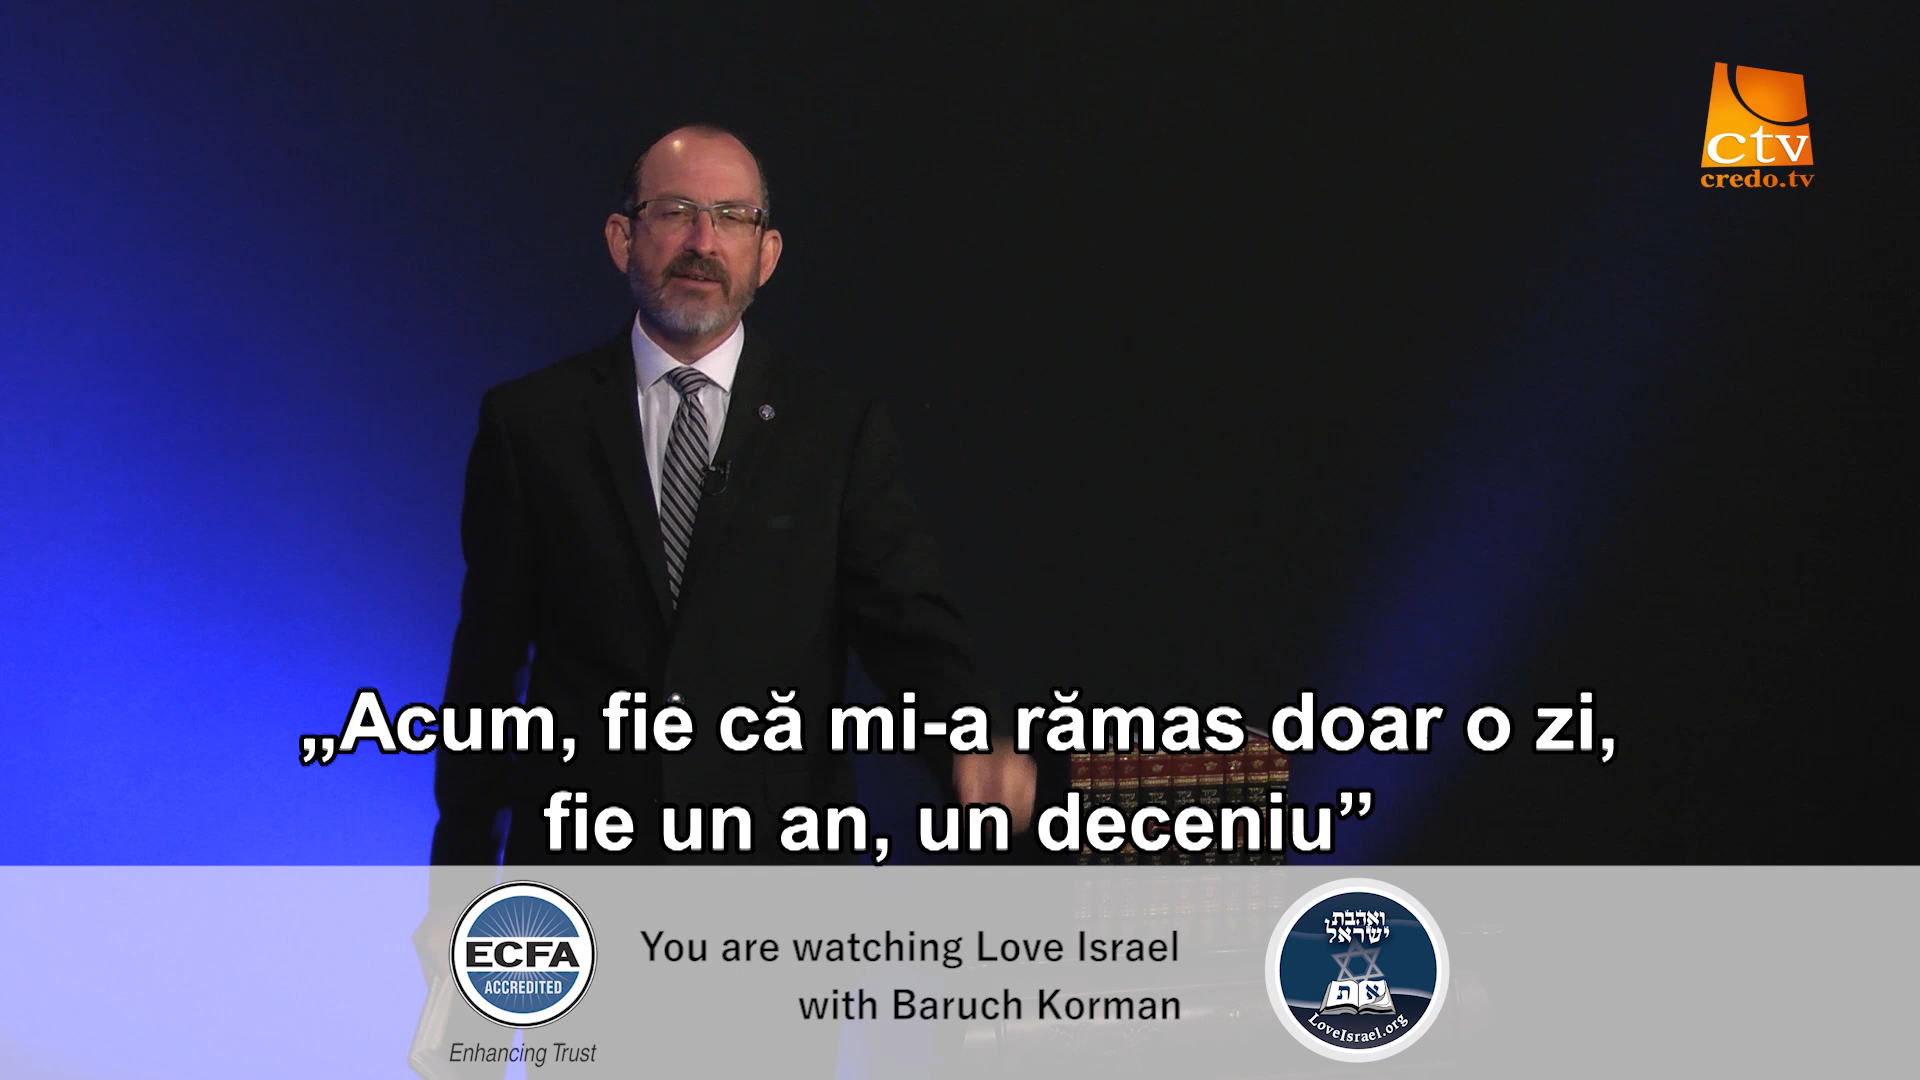 ctv
credo.tv
„Acum, fie că mi-a rămas doar o zi,
fie un an, un deceniu”
ECFA
ACCREDITED
Enhancing Trust
You are watching Love Israel
with Baruch Korman
ואהבת
ישראל
את
LoveIsrael.org